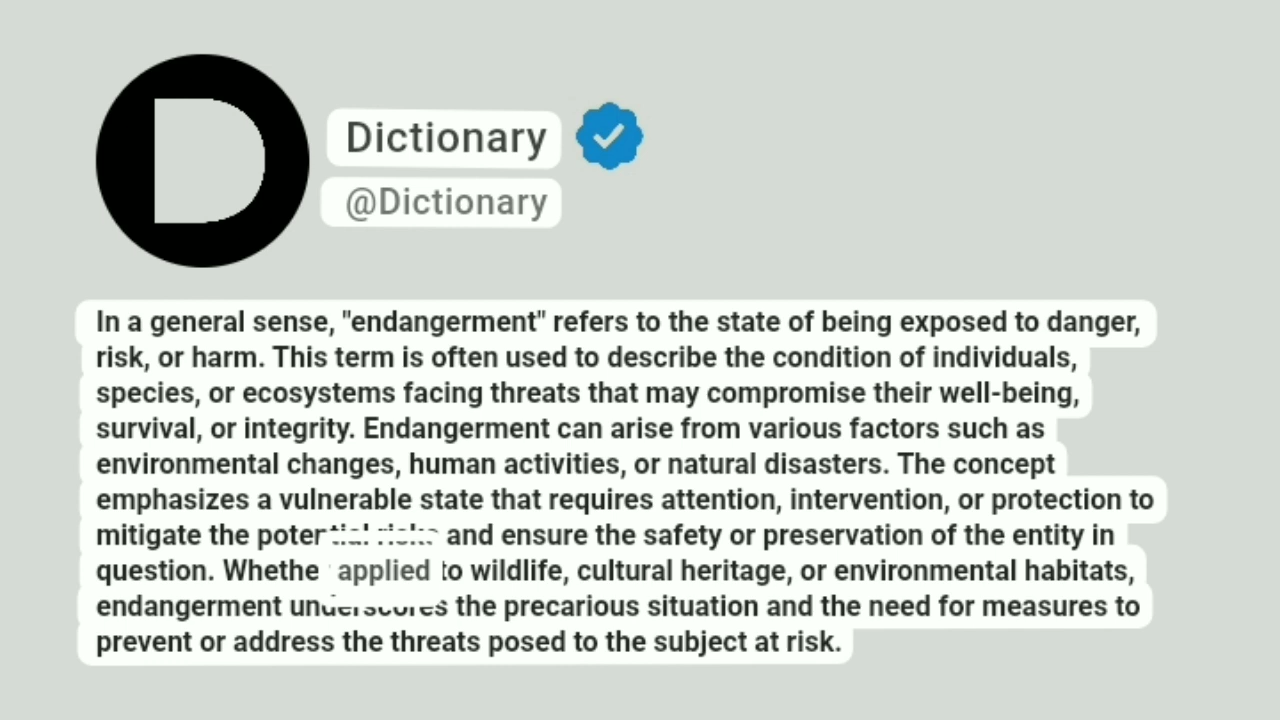 D
Dictionary
@Dictionary
In a general sense, "endangerment" refers to the state of being exposed to danger,
risk, or harm. This term is often used to describe the condition of individuals,
species, or ecosystems facing threats that may compromise their well-being,
survival, or integrity. Endangerment can arise from various factors such as
environmental changes, human activities, or natural disasters. The concept
emphasizes a vulnerable state that requires attention, intervention, or protection to
mitigate the potential risks and ensure the safety or preservation of the entity in
question. Whethe applied to wildlife, cultural heritage, or environmental habitats,
endangerment underscores the precarious situation and the need for measures to
prevent or address the threats posed to the subject at risk.